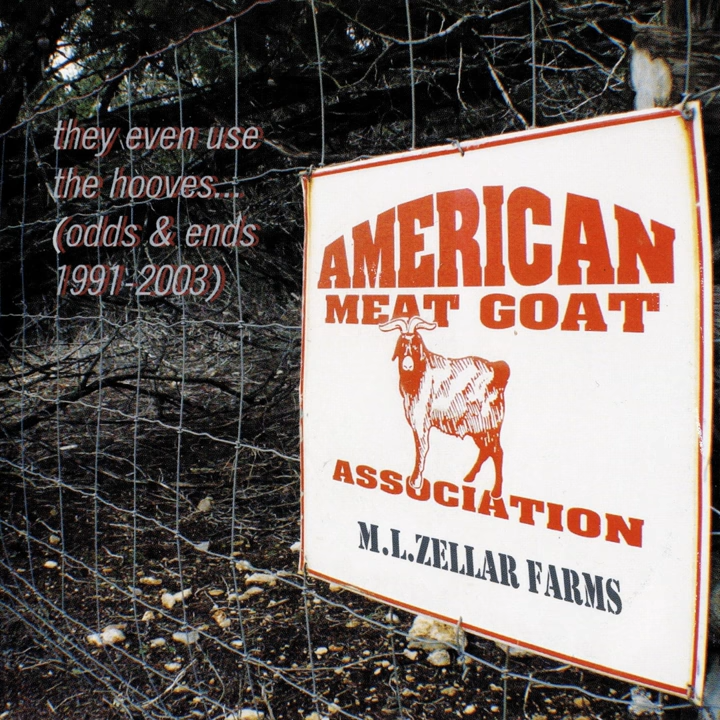 they even use
the hooves...
(odds & ends
1991-2003)
AMERICAN
MEAT GOAT
ASSOCIATION
M.L.ZELLAR FARMS